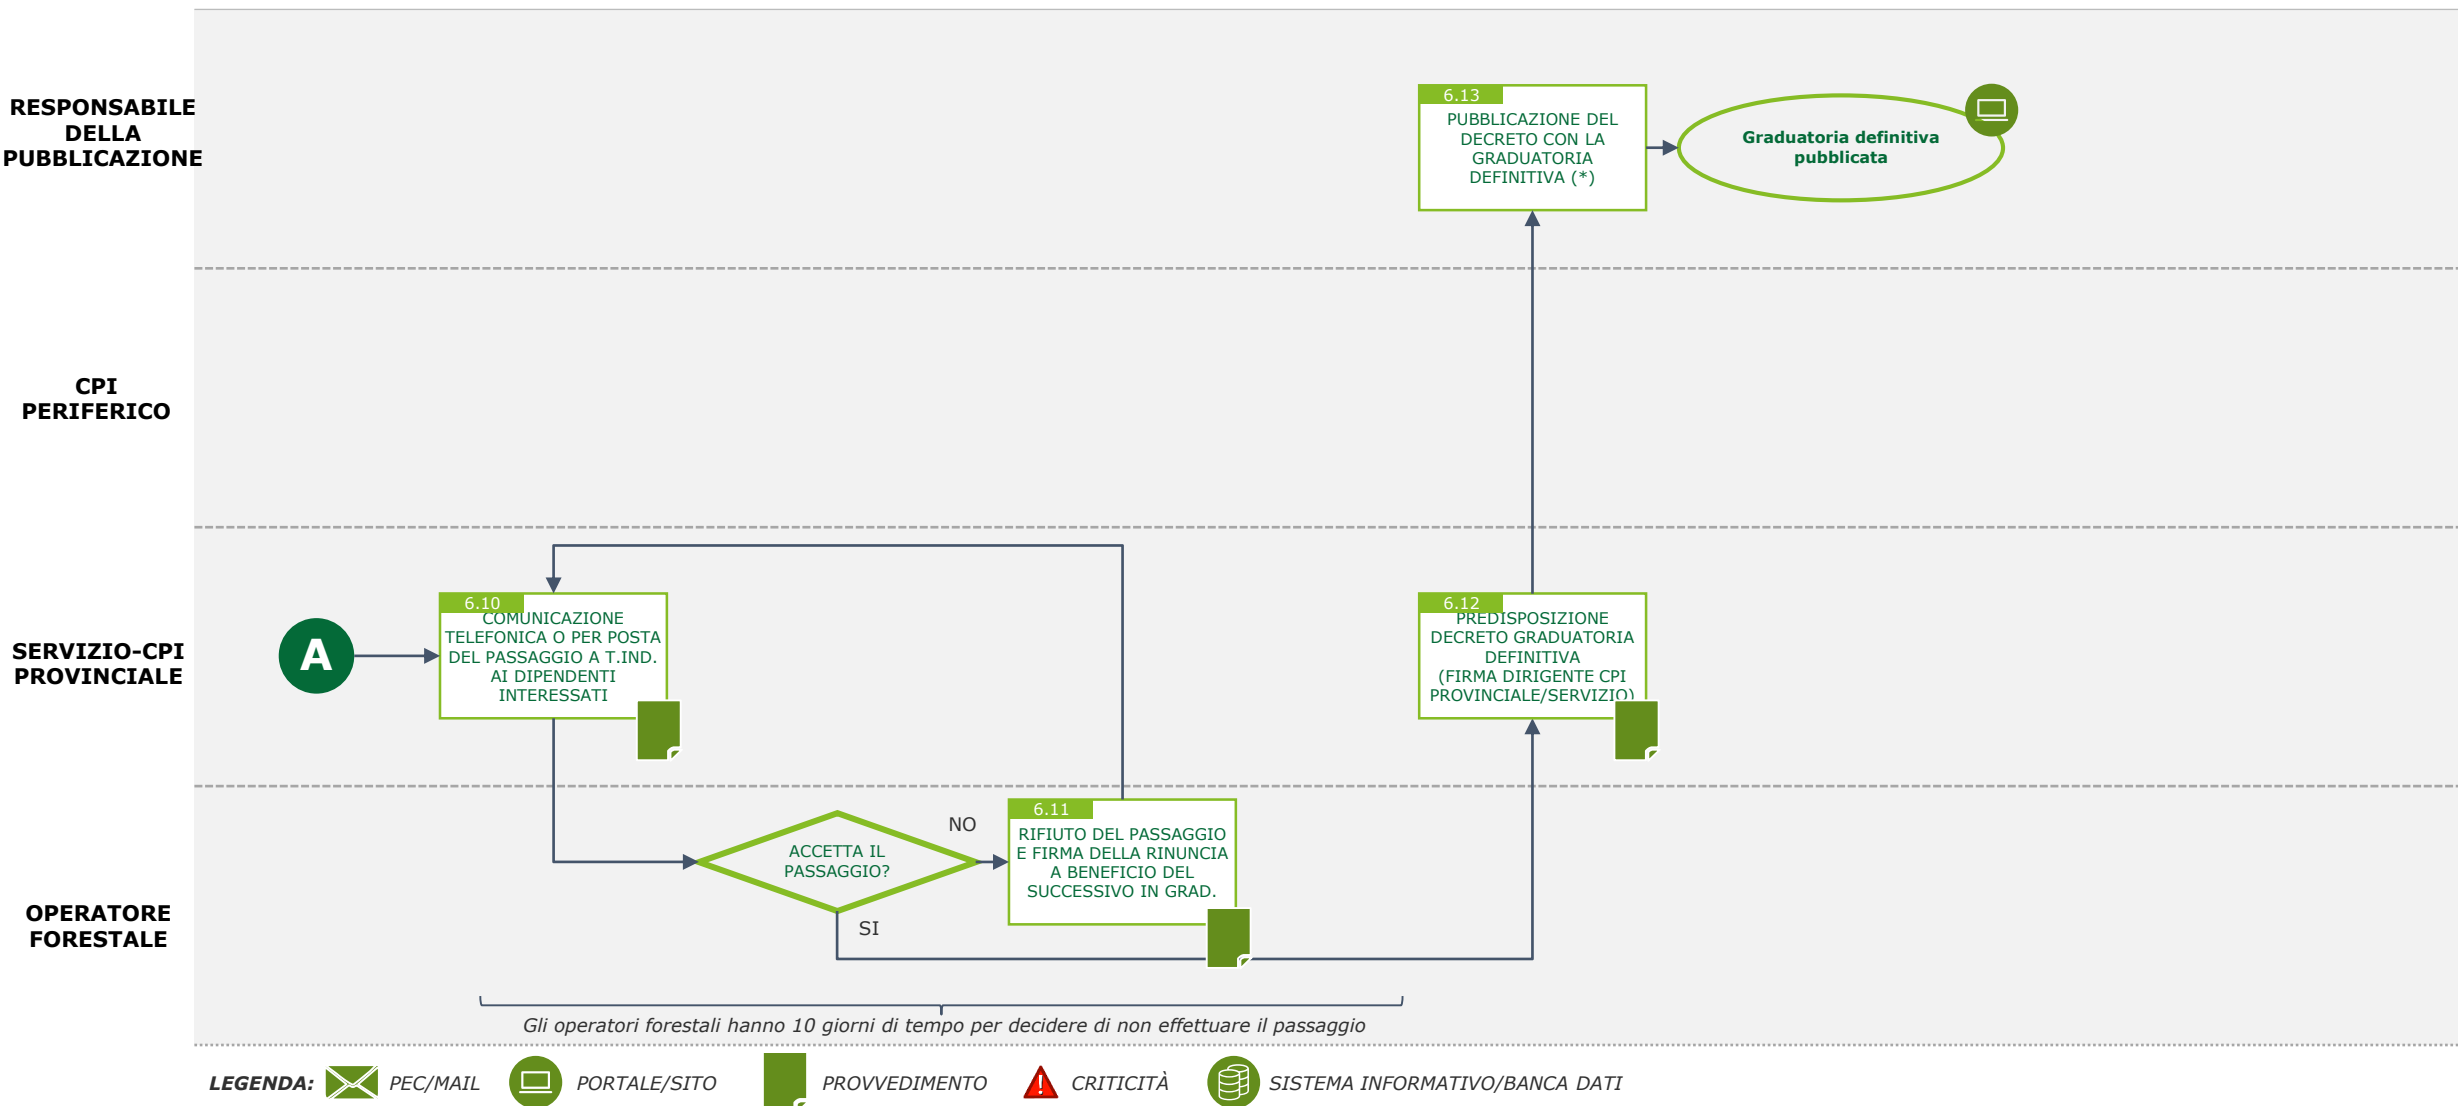 RESPONSABILE
DELLA
PUBBLICAZIONE
6.13
PUBBLICAZIONE DEL
DECRETO CON LA
GRADUATORIA
DEFINITIVA (*)
Graduatoria definitiva
pubblicata
CPI
PERIFERICO
SERVIZIO-CPI
PROVINCIALE
A
6.10
COMUNICAZIONE
TELEFONICA O PER POSTA
DEL PASSAGGIO A T.IND.
AI DIPENDENTI
INTERESSATI
6.12
PREDISPOSIZIONE
DECRETO GRADUATORIA
DEFINITIVA
(FIRMA DIRIGENTE CPI
PROVINCIALE/SERVIZIO)
OPERATORE
FORESTALE
ACCETTA IL
PASSAGGIO?
NO
SI
6.11
RIFIUTO DEL PASSAGGIO
E FIRMA DELLA RINUNCIA
A BENEFICIO DEL
SUCCESSIVO IN GRAD.
Gli operatori forestali hanno 10 giorni di tempo per decidere di non effettuare il passaggio
LEGENDA: PEC/MAIL PORTALE/SITO PROVVEDIMENTO CRITICITÀ SISTEMA INFORMATIVO/BANCA DATI